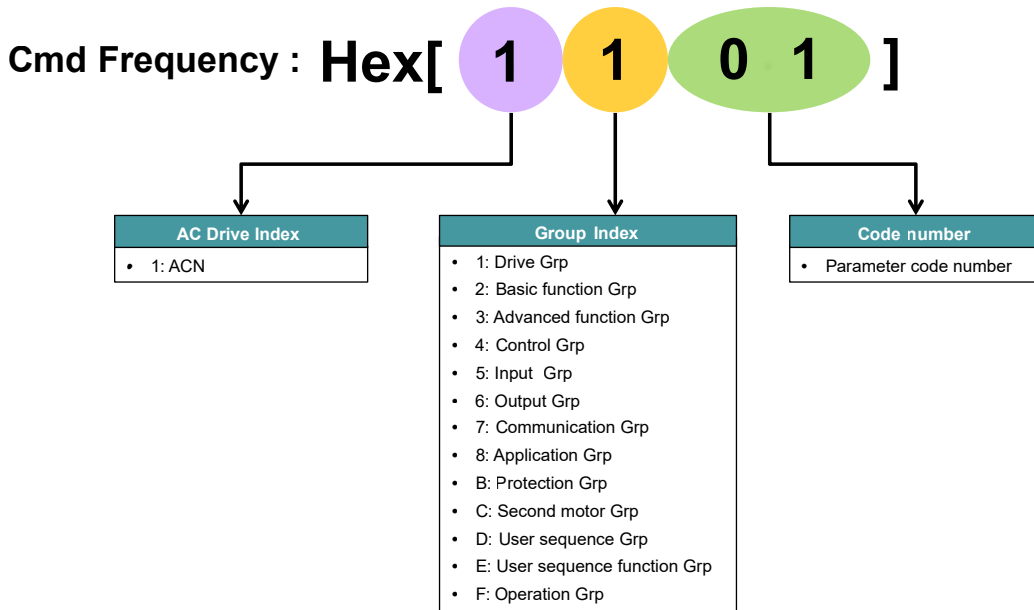 Cmd Frequency : Hex[ 1 1 0 1 ]
AC Drive Index
• 1: ACN
Group Index
• 1: Drive Grp
• 2: Basic function Grp
• 3: Advanced function Grp
• 4: Control Grp
• 5: Input Grp
• 6: Output Grp
• 7: Communication Grp
• 8: Application Grp
• B: Protection Grp
• C: Second motor Grp
• D: User sequence Grp
• E: User sequence function Grp
• F: Operation Grp
Code number
• Parameter code number